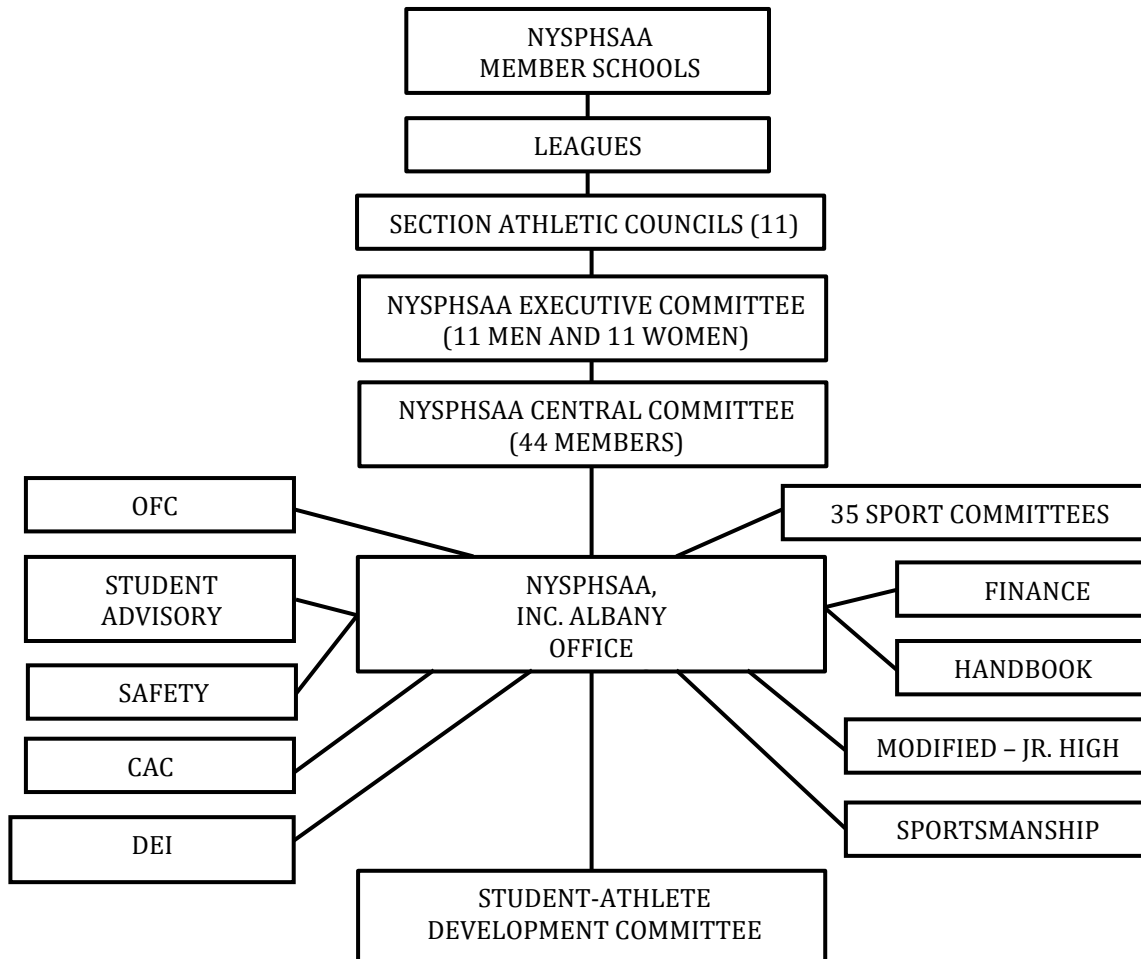 NYSPHSAA
MEMBER SCHOOLS
LEAGUES
SECTION ATHLETIC COUNCILS (11)
NYSPHSAA EXECUTIVE COMMITTEE
(11 MEN AND 11 WOMEN)
NYSPHSAA CENTRAL COMMITTEE
(44 MEMBERS)
OFC
35 SPORT COMMITTEES
STUDENT
ADVISORY
NYSPHSAA,
INC. ALBANY
OFFICE
FINANCE
SAFETY
HANDBOOK
CAC
MODIFIED – JR. HIGH
DEI
SPORTSMANSHIP
STUDENT-ATHLETE
DEVELOPMENT COMMITTEE